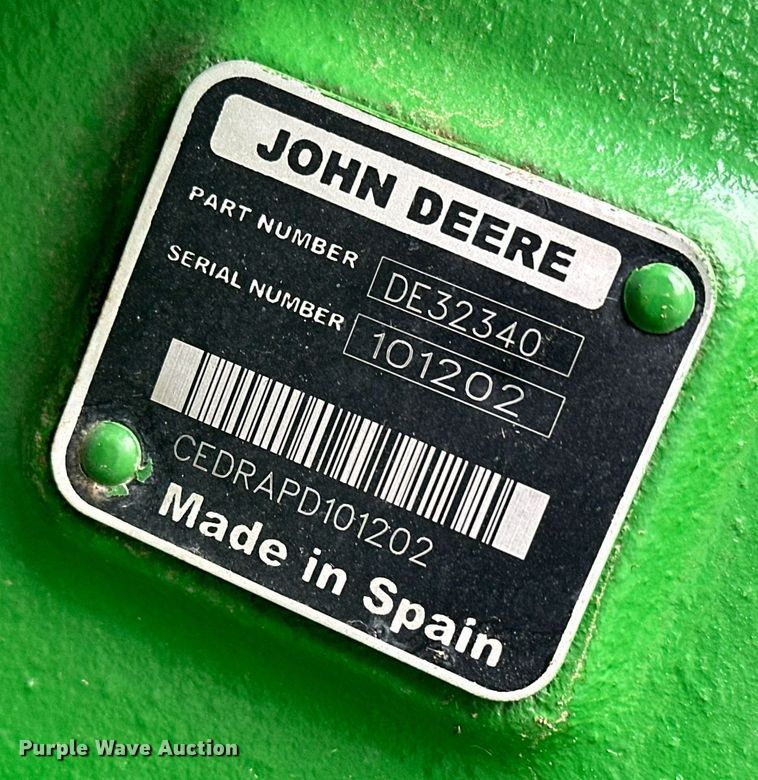 JOHN DEERE
PART NUMBER DE32340
SERIAL NUMBER 101202
CEDRAPD101202
Made in Spain
Purple Wave Auction